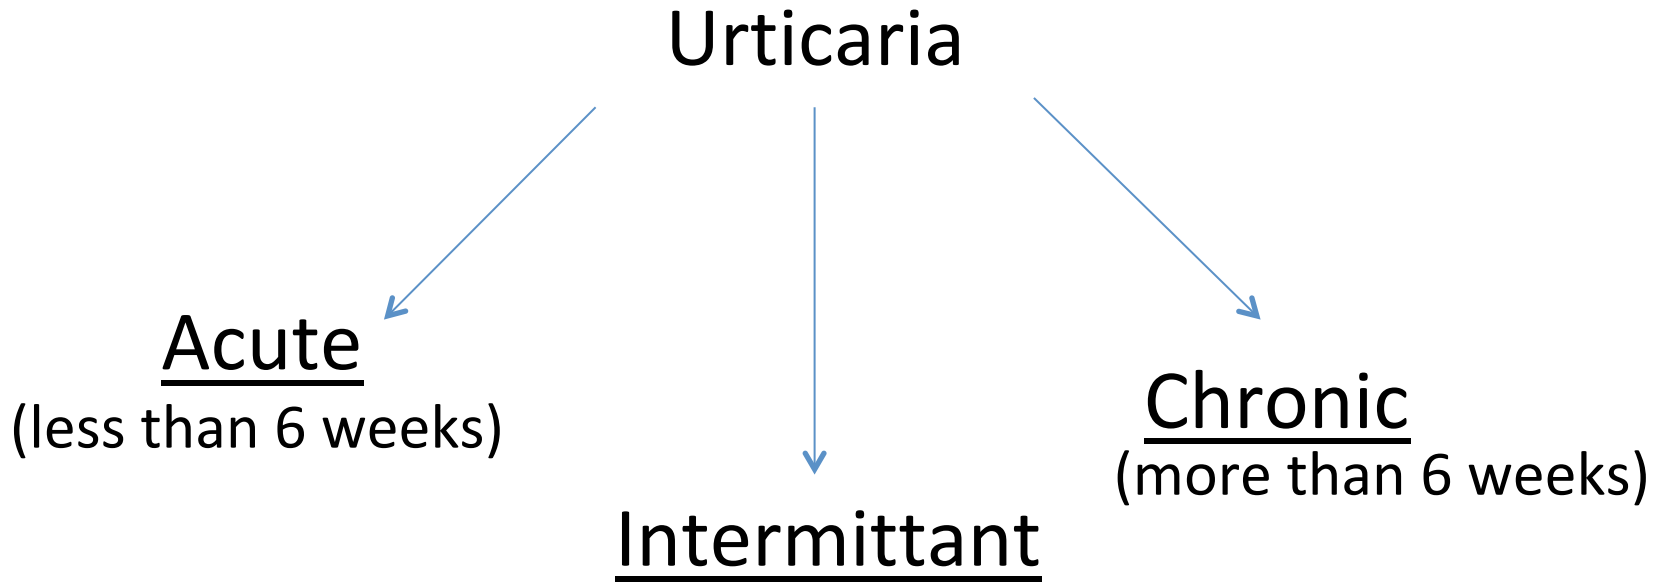 Urticaria
Acute
(less than 6 weeks)
Chronic
(more than 6 weeks)
Intermittant